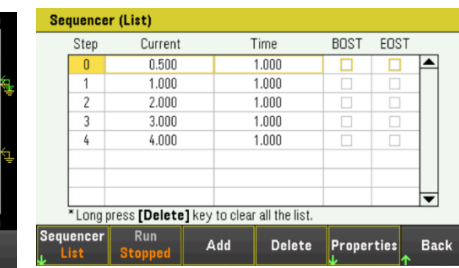 Sequencer (List)
Step Current Time BOST EOST
0 0.500 1.000
1 1.000 1.000
2 2.000 1.000
3 3.000 1.000
4 4.000 1.000
*Long press [Delete] key to clear all the list.
Sequencer Run Add Delete Properties Back
List Stopped